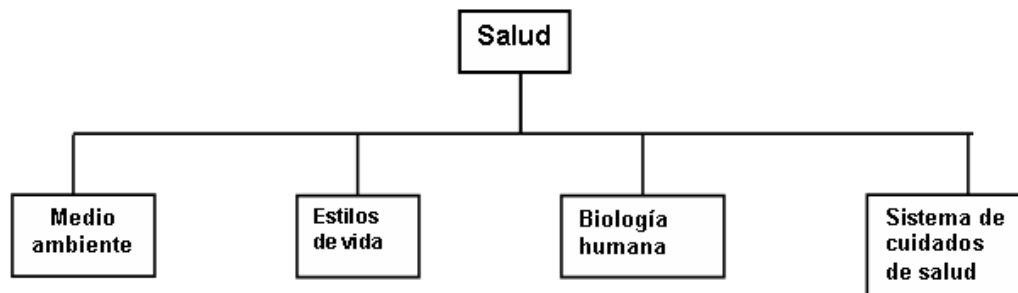 Salud
Medio
ambiente
Estilos
de vida
Biología
humana
Sistema de
cuidados
de salud